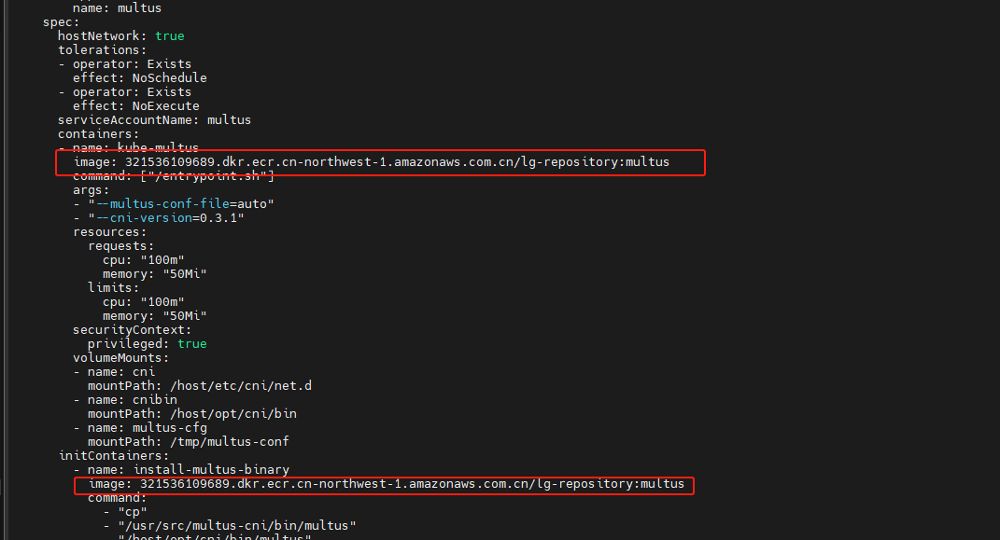 name: multus
spec:
hostNetwork: true
tolerations:
- operator: Exists
effect: NoSchedule
- operator: Exists
effect: NoExecute
serviceAccountName: multus
containers:
- name: kube-multus
image: 321536109689.dkr.ecr.cn-northwest-1.amazonaws.com.cn/lg-repository:multus
command: ["/entrypoint.sh"]
args:
- "--multus-conf-file=auto"
- "--cni-version=0.3.1"
resources:
requests:
cpu: "100m"
memory: "50Mi"
limits:
cpu: "100m"
memory: "50Mi"
securityContext:
privileged: true
volumeMounts:
- name: cni
mountPath: /host/etc/cni/net.d
- name: cnibin
mountPath: /host/opt/cni/bin
- name: multus-cfg
mountPath: /tmp/multus-conf
initContainers:
- name: install-multus-binary
image: 321536109689.dkr.ecr.cn-northwest-1.amazonaws.com.cn/lg-repository:multus
command:
- "cp"
- "/usr/src/multus-cni/bin/multus"
"/host/opt/cni/bin/multus"